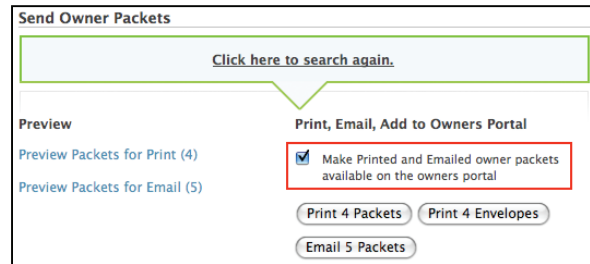 Send Owner Packets
Click here to search again.
Preview
Preview Packets for Print (4)
Preview Packets for Email (5)
Print, Email, Add to Owners Portal
Make Printed and Emailed owner packets
available on the owners portal
Print 4 Packets
Print 4 Envelopes
Email 5 Packets